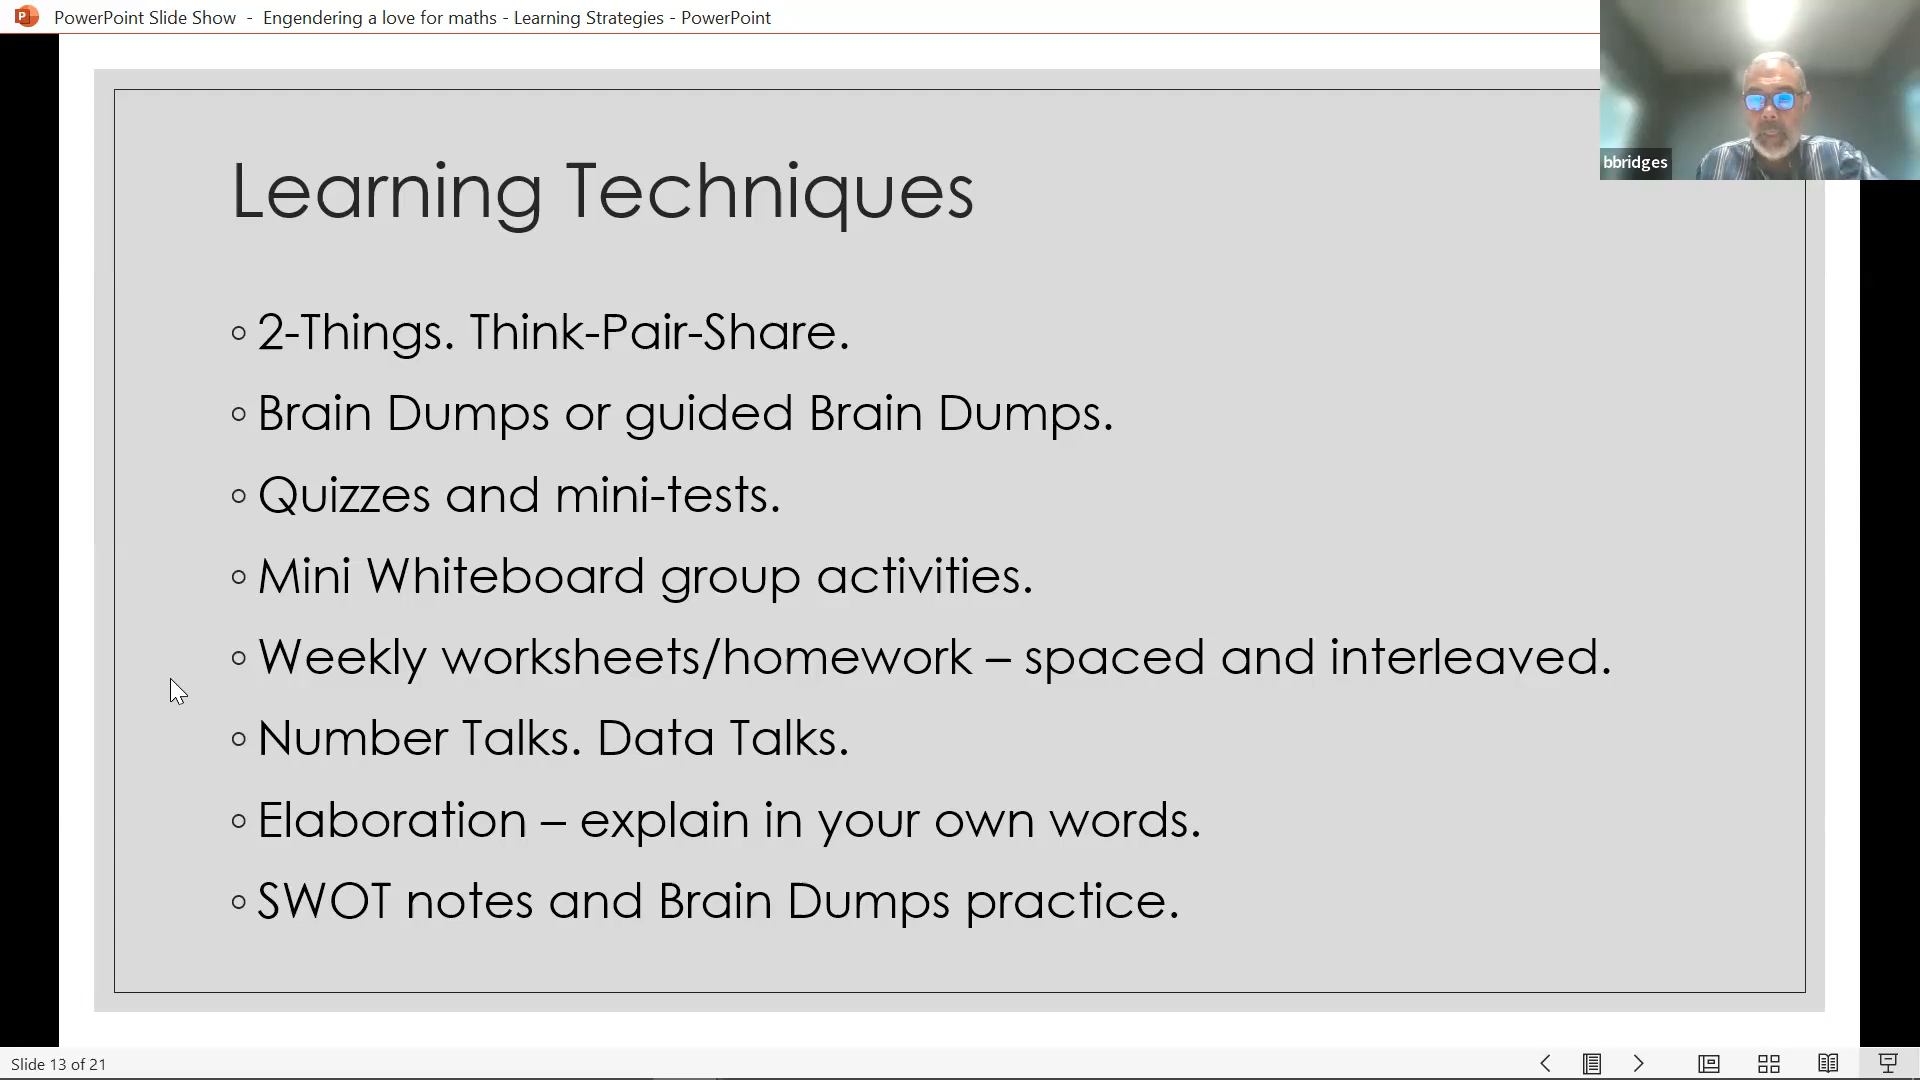 PowerPoint Slide Show - Engendering a love for maths - Learning Strategies - PowerPoint
bbridges
Learning Techniques
2-Things. Think-Pair-Share.
Brain Dumps or guided Brain Dumps.
Quizzes and mini-tests.
Mini Whiteboard group activities.
Weekly worksheets/homework – spaced and interleaved.
Number Talks. Data Talks.
Elaboration – explain in your own words.
SWOT notes and Brain Dumps practice.
Slide 13 of 21